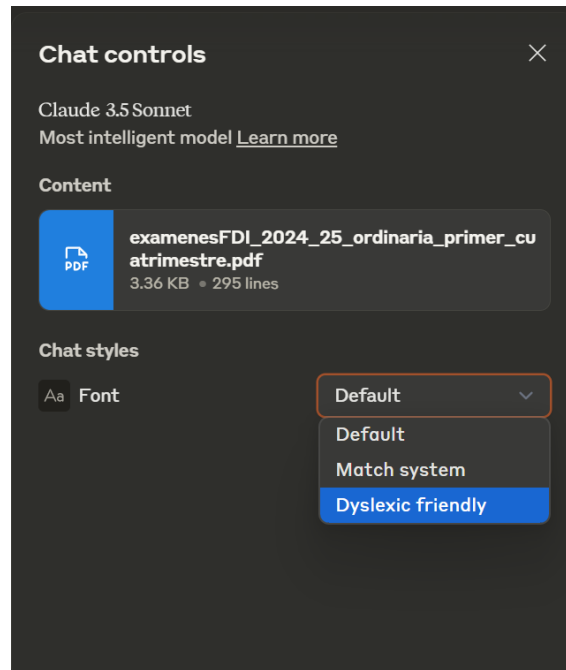 Chat controls
Claude 3.5 Sonnet
Most intelligent model Learn more
Content
PDF
examenesFDI_2024_25_ordinaria_primer_cu
atrimestre.pdf
3.36 KB • 295 lines
Chat styles
Aa Font
Default
Default
Match system
Dyslexic friendly